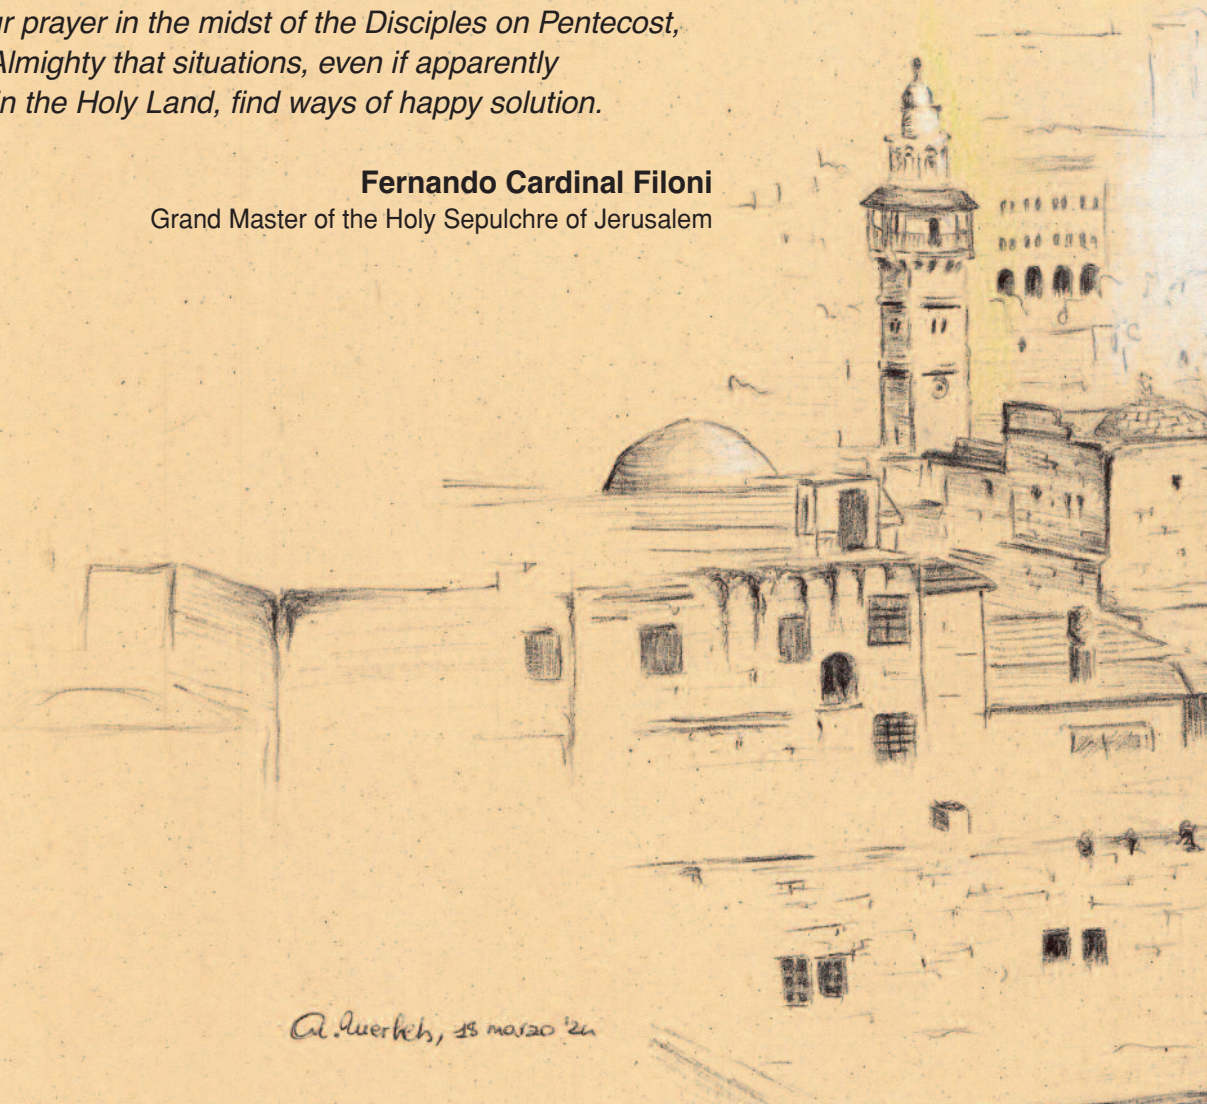 r prayer in the midst of the Disciples on Pentecost,
Almighty that situations, even if apparently
in the Holy Land, find ways of happy solution.
Fernando Cardinal Filoni
Grand Master of the Holy Sepulchre of Jerusalem
marzo '24